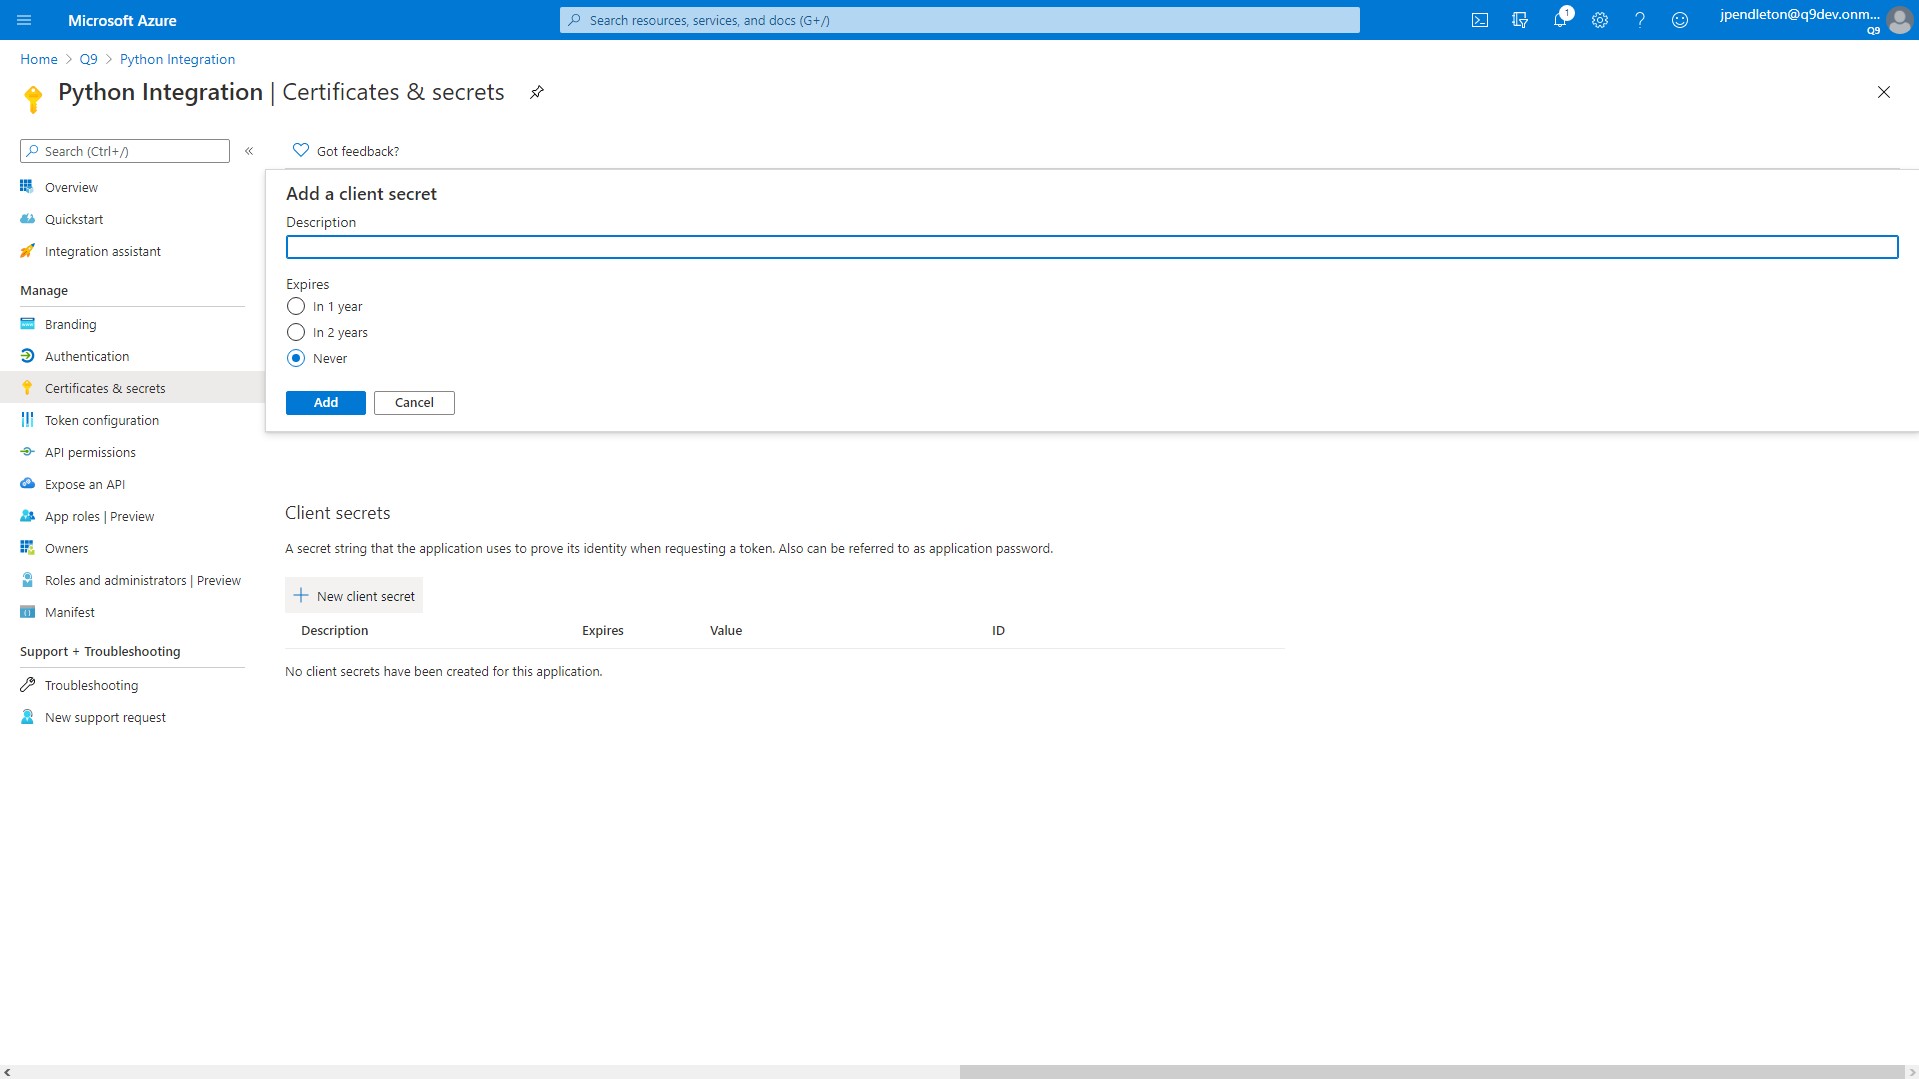 Microsoft Azure
Search resources, services, and docs (G+/)
1
jpendleton@q9dev.onm...
Q9
Home > Q9 > Python Integration
Python Integration | Certificates & secrets
Search (Ctrl+/)
«
Got feedback?
Overview
Quickstart
Integration assistant
Manage
Branding
Authentication
Certificates & secrets
Token configuration
API permissions
Expose an API
App roles | Preview
Owners
Roles and administrators | Preview
Manifest
Support + Troubleshooting
Troubleshooting
New support request
Add a client secret
Description
Expires
In 1 year
In 2 years
Never
Add Cancel
Client secrets
A secret string that the application uses to prove its identity when requesting a token. Also can be referred to as application password.
New client secret
Description Expires Value ID
No client secrets have been created for this application.